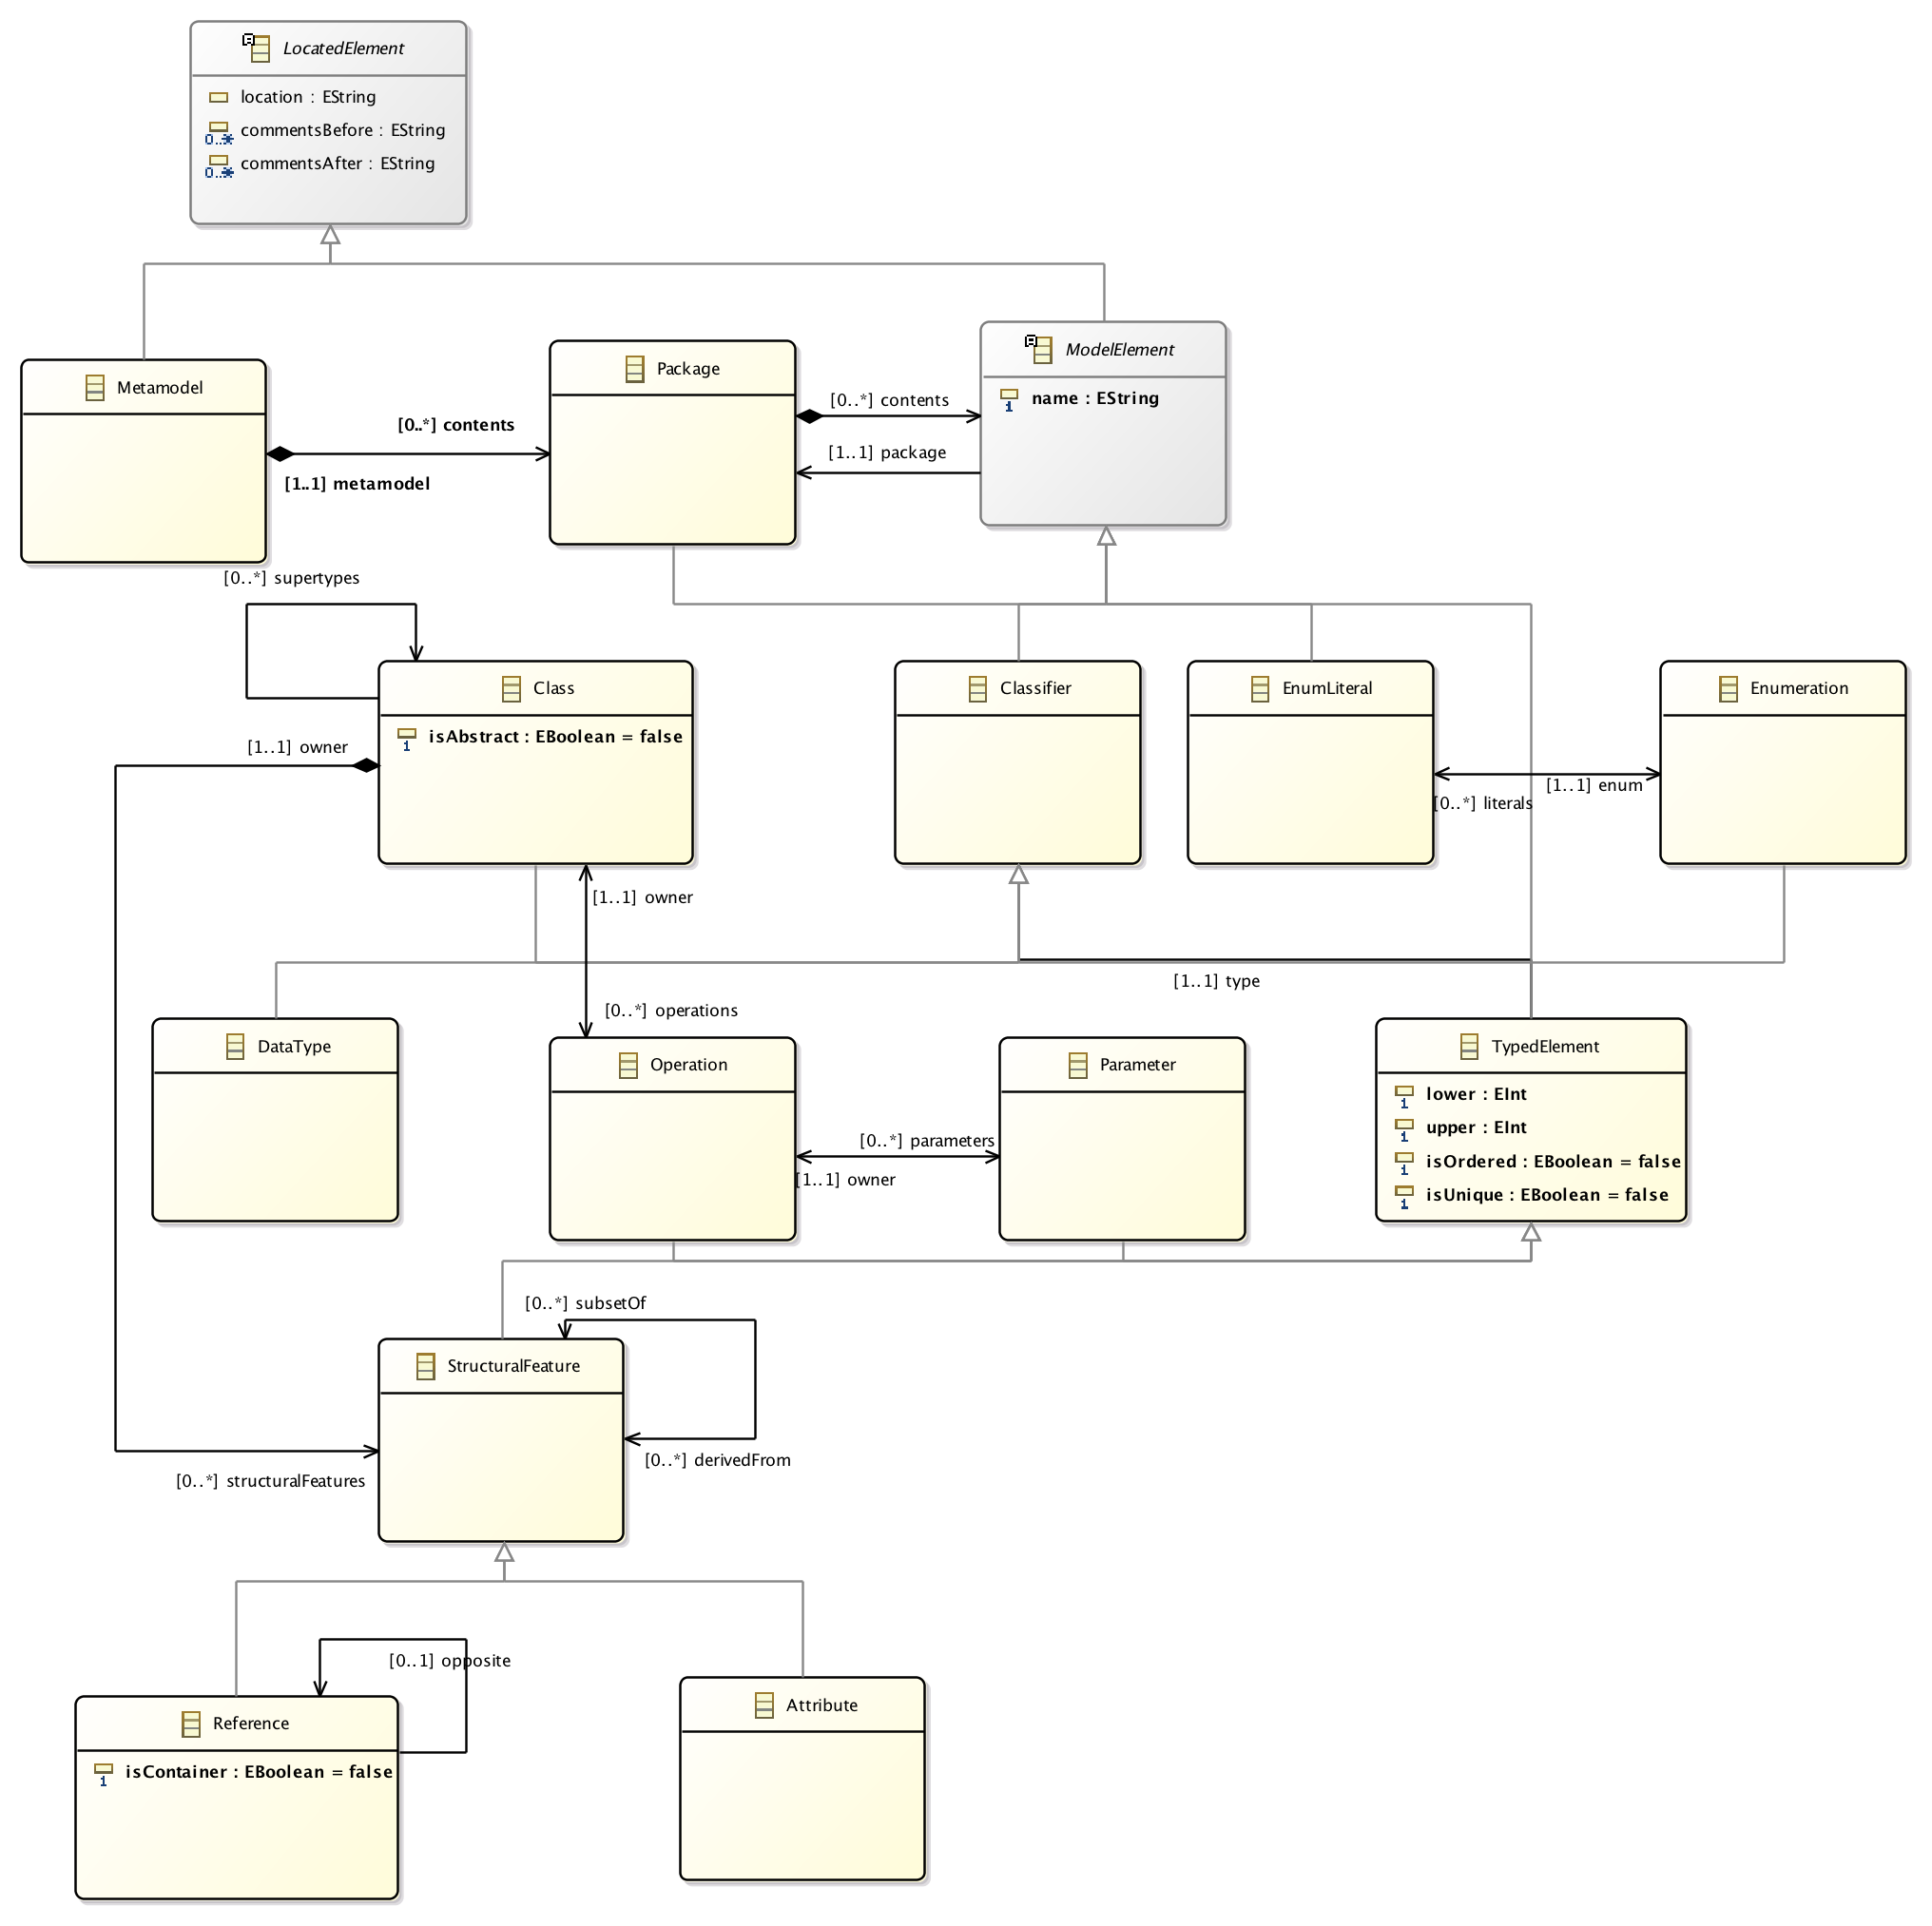 LocatedElement
location : EString
0..* commentsBefore : EString
0..* commentsAfter : EString
Metamodel
Package
ModelElement
1 name : EString
[0..*] contents
[0..*] contents
[1..1] package
[1..1] metamodel
[0..*] supertypes
Class
1 isAbstract : EBoolean = false
Classifier
EnumLiteral
Enumeration
[1..1] owner
[1..1] enum
[0..*] literals
[1..1] owner
[1..1] type
[0..*] operations
DataType
Operation
Parameter
TypedElement
1 lower : EInt
1 upper : EInt
1 isOrdered : EBoolean = false
1 isUnique : EBoolean = false
[0..*] parameters
[1..1] owner
[0..*] subsetOf
StructuralFeature
[0..*] derivedFrom
[0..*] structuralFeatures
[0..1] opposite
Reference
1 isContainer : EBoolean = false
Attribute